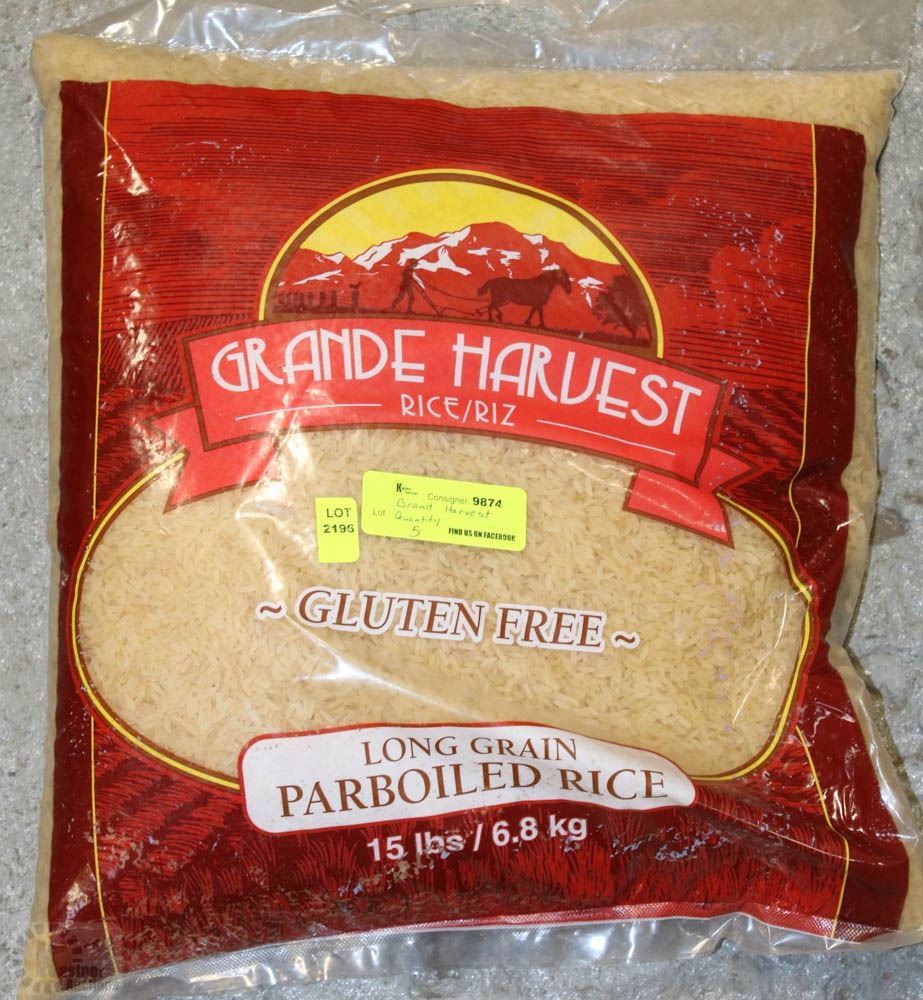 GRANDE HARVEST
RICE/RIZ
LOT
2196
Consigner 9874
Grand Harvest
Lot Quantity
5
FIND US ON FACEBOOK
~ GLUTEN FREE ~
LONG GRAIN
PARBOILED RICE
15 lbs / 6.8 kg